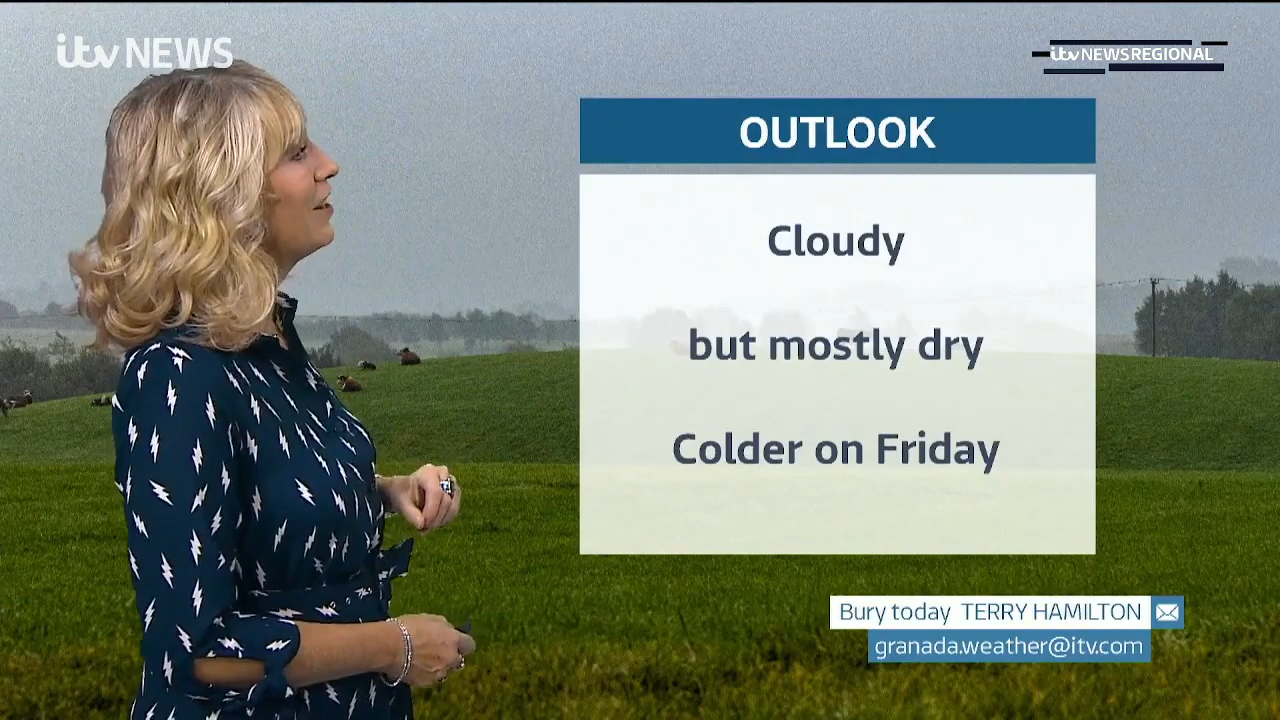 itv NEWS
itv NEWS REGIONAL
OUTLOOK
Cloudy
but mostly dry
Colder on Friday
Bury today TERRY HAMILTON
granada.weather@itv.com